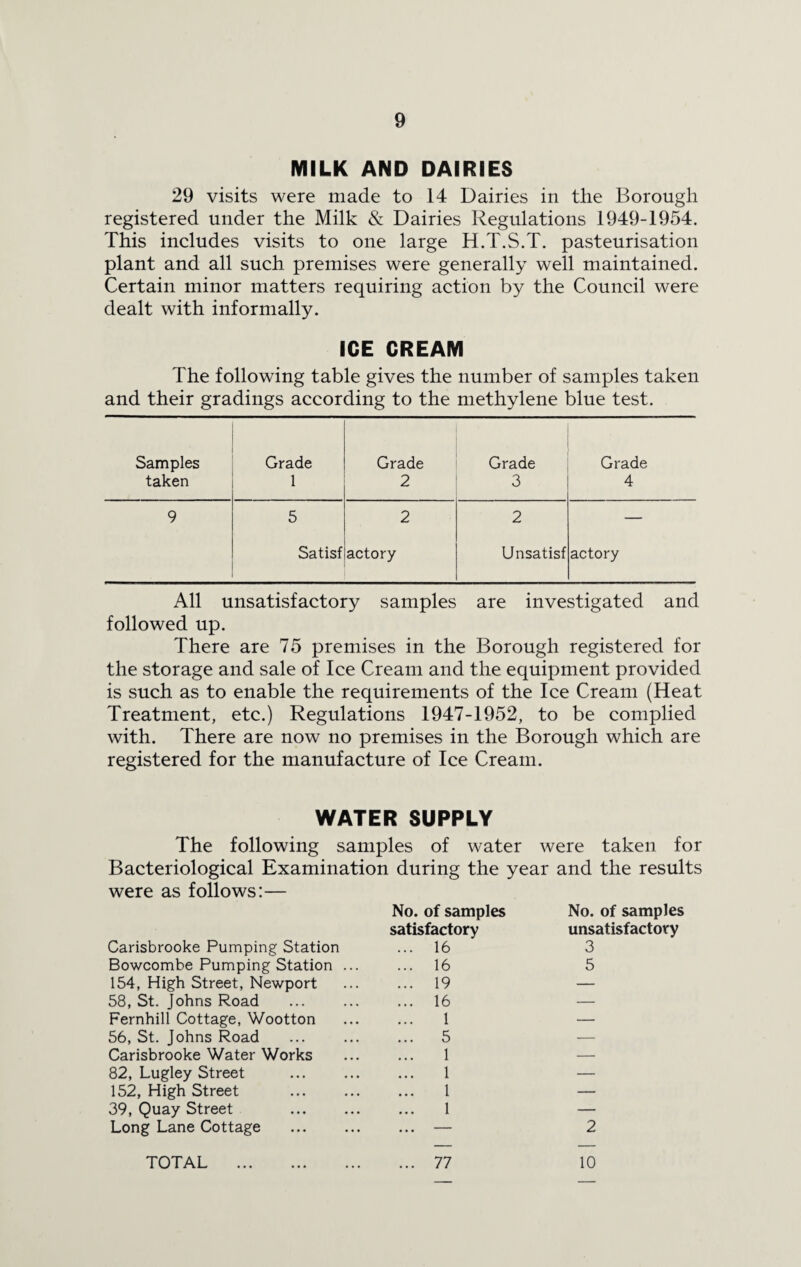 9
MILK AND DAIRIES
29 visits were made to 14 Dairies in the Borough
registered under the Milk & Dairies Regulations 1949-1954.
This includes visits to one large H.T.S.T. pasteurisation
plant and all such premises were generally well maintained.
Certain minor matters requiring action by the Council were
dealt with informally.
ICE CREAM
The following table gives the number of samples taken
and their gradings according to the methylene blue test.
Samples Grade Grade Grade Grade
taken 1 2 3 4
9 5 2 2 —
Satisfactory Unsatisfactory
All unsatisfactory samples are investigated and
followed up.
There are 75 premises in the Borough registered for
the storage and sale of Ice Cream and the equipment provided
is such as to enable the requirements of the Ice Cream (Heat
Treatment, etc.) Regulations 1947-1952, to be complied
with. There are now no premises in the Borough which are
registered for the manufacture of Ice Cream.
WATER SUPPLY
The following samples of water were taken for
Bacteriological Examination during the year and the results
were as follows:—
No. of samples No. of samples
satisfactory unsatisfactory
Carisbrooke Pumping Station ... 16 3
Bowcombe Pumping Station ... ... 16 5
154, High Street, Newport ... ... 19 —
58, St. Johns Road ... ... ... 16 —
Fernhill Cottage, Wootton ... ... 1 —
56, St. Johns Road ... ... ... 5 —
Carisbrooke Water Works ... ... 1 —
82, Lugley Street ... ... ... 1 —
152, High Street ... ... ... 1 —
39, Quay Street ... ... ... 1 —
Long Lane Cottage ... ... ... — 2
TOTAL ... ... ... ... 77 10